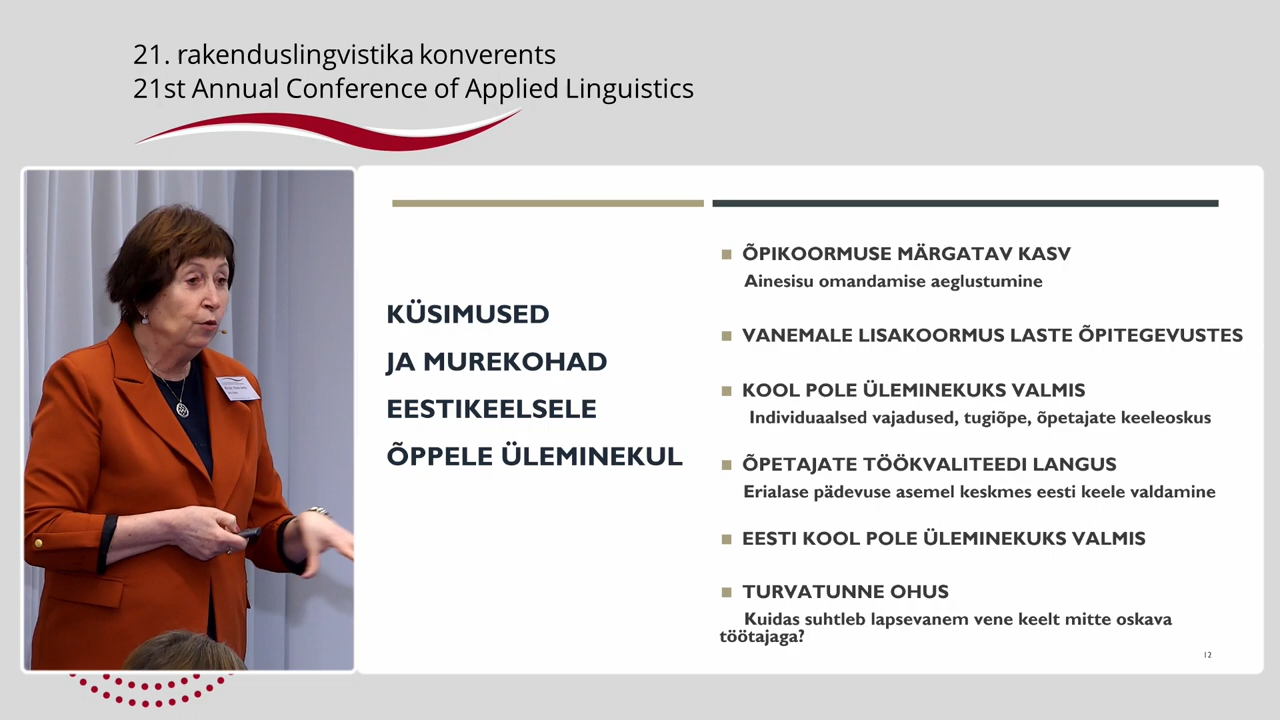 21. rakenduslingvistika konverents
21st Annual Conference of Applied Linguistics
KÜSIMUSED
JA MUREKOHAD
EESTIKEELSELE
ÕPPELE ÜLEMINEKUL
ÕPIKOORMUSE MÄRGATAV KASV
Ainesisu omandamise aeglustumine
VANEMALE LISAKOORMUS LASTE ÕPITEGEVUSTES
KOOL POLE ÜLEMINEKUKS VALMIS
Individuaalsed vajadused, tugiõpe, õpetajate keeleoskus
ÕPETAJATE TÖÖKVALITEEDI LANGUS
Erialase pädevuse asemel keskmes eesti keele valdamine
EESTI KOOL POLE ÜLEMINEKUKS VALMIS
TURVATUNNE OHUS
Kuidas suhtleb lapsevanem vene keelt mitte oskava
töötajaga?
12